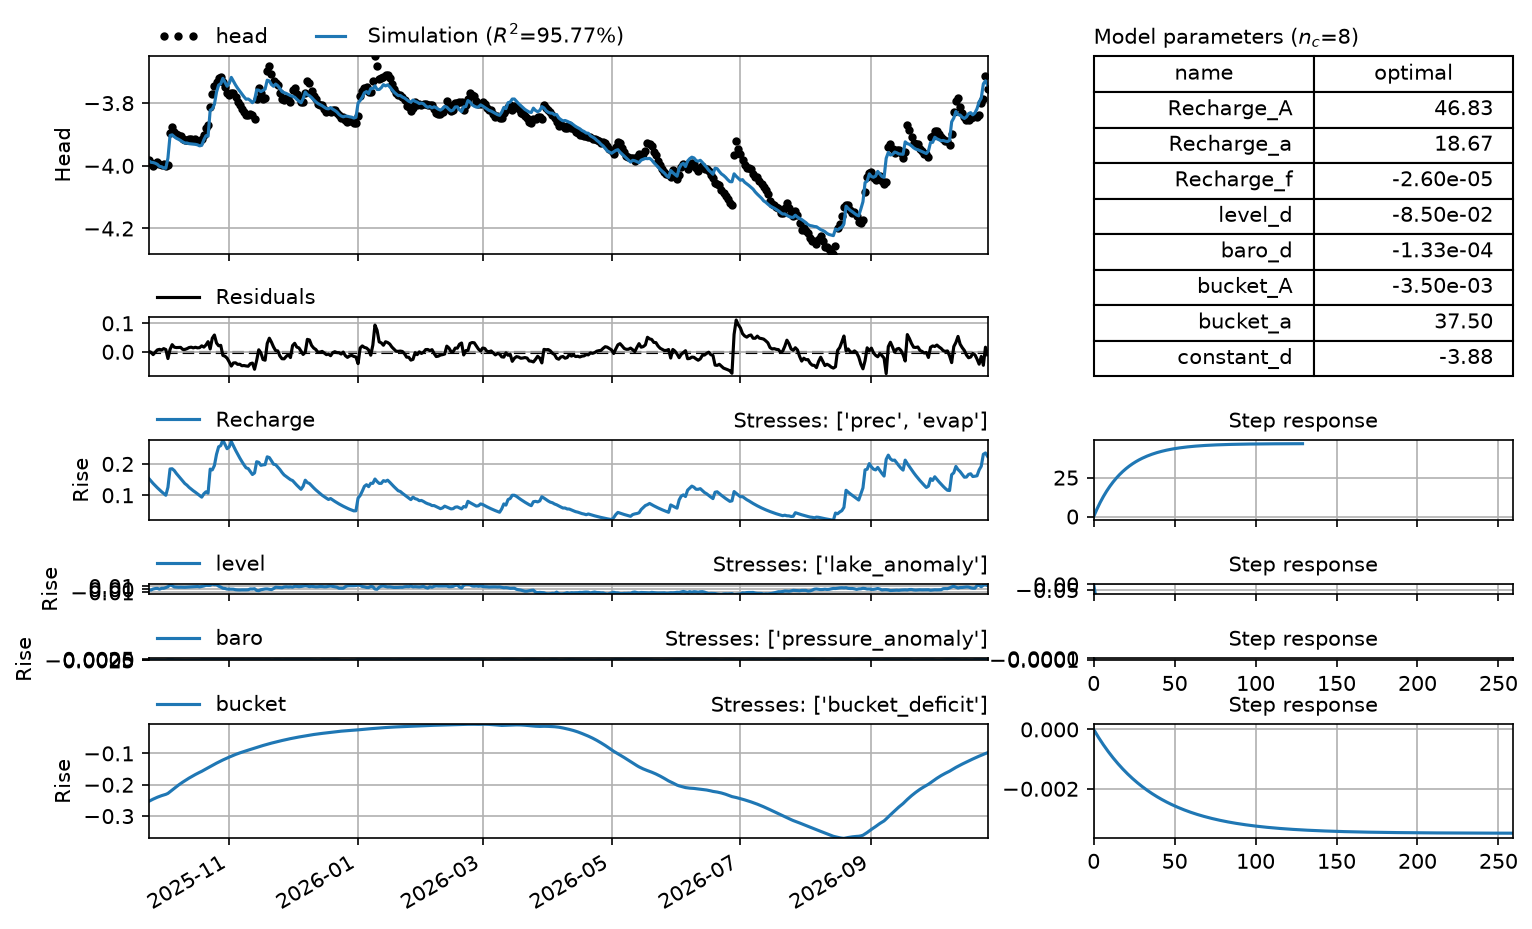 head
Simulation (R²=95.77%)
Head
−3.8
−4.0
−4.2
Model parameters (n_c=8)
name optimal
Recharge_A 46.83
Recharge_a 18.67
Recharge_f -2.60e-05
level_d -8.50e-02
baro_d -1.33e-04
bucket_A -3.50e-03
bucket_a 37.50
constant_d -3.88
Residuals
0.1
0.0
Recharge
Stresses: ['prec', 'evap']
Rise
0.2
0.1
Step response
25
0
level
Stresses: ['lake_anomaly']
Rise
Step response
baro
Stresses: ['pressure_anomaly']
Rise
Step response
0 50 100 150 200 250
bucket
Stresses: ['bucket_deficit']
Rise
−0.1
−0.2
−0.3
2025-11 2026-01 2026-03 2026-05 2026-07 2026-09
Step response
0.000
−0.002
0 50 100 150 200 250